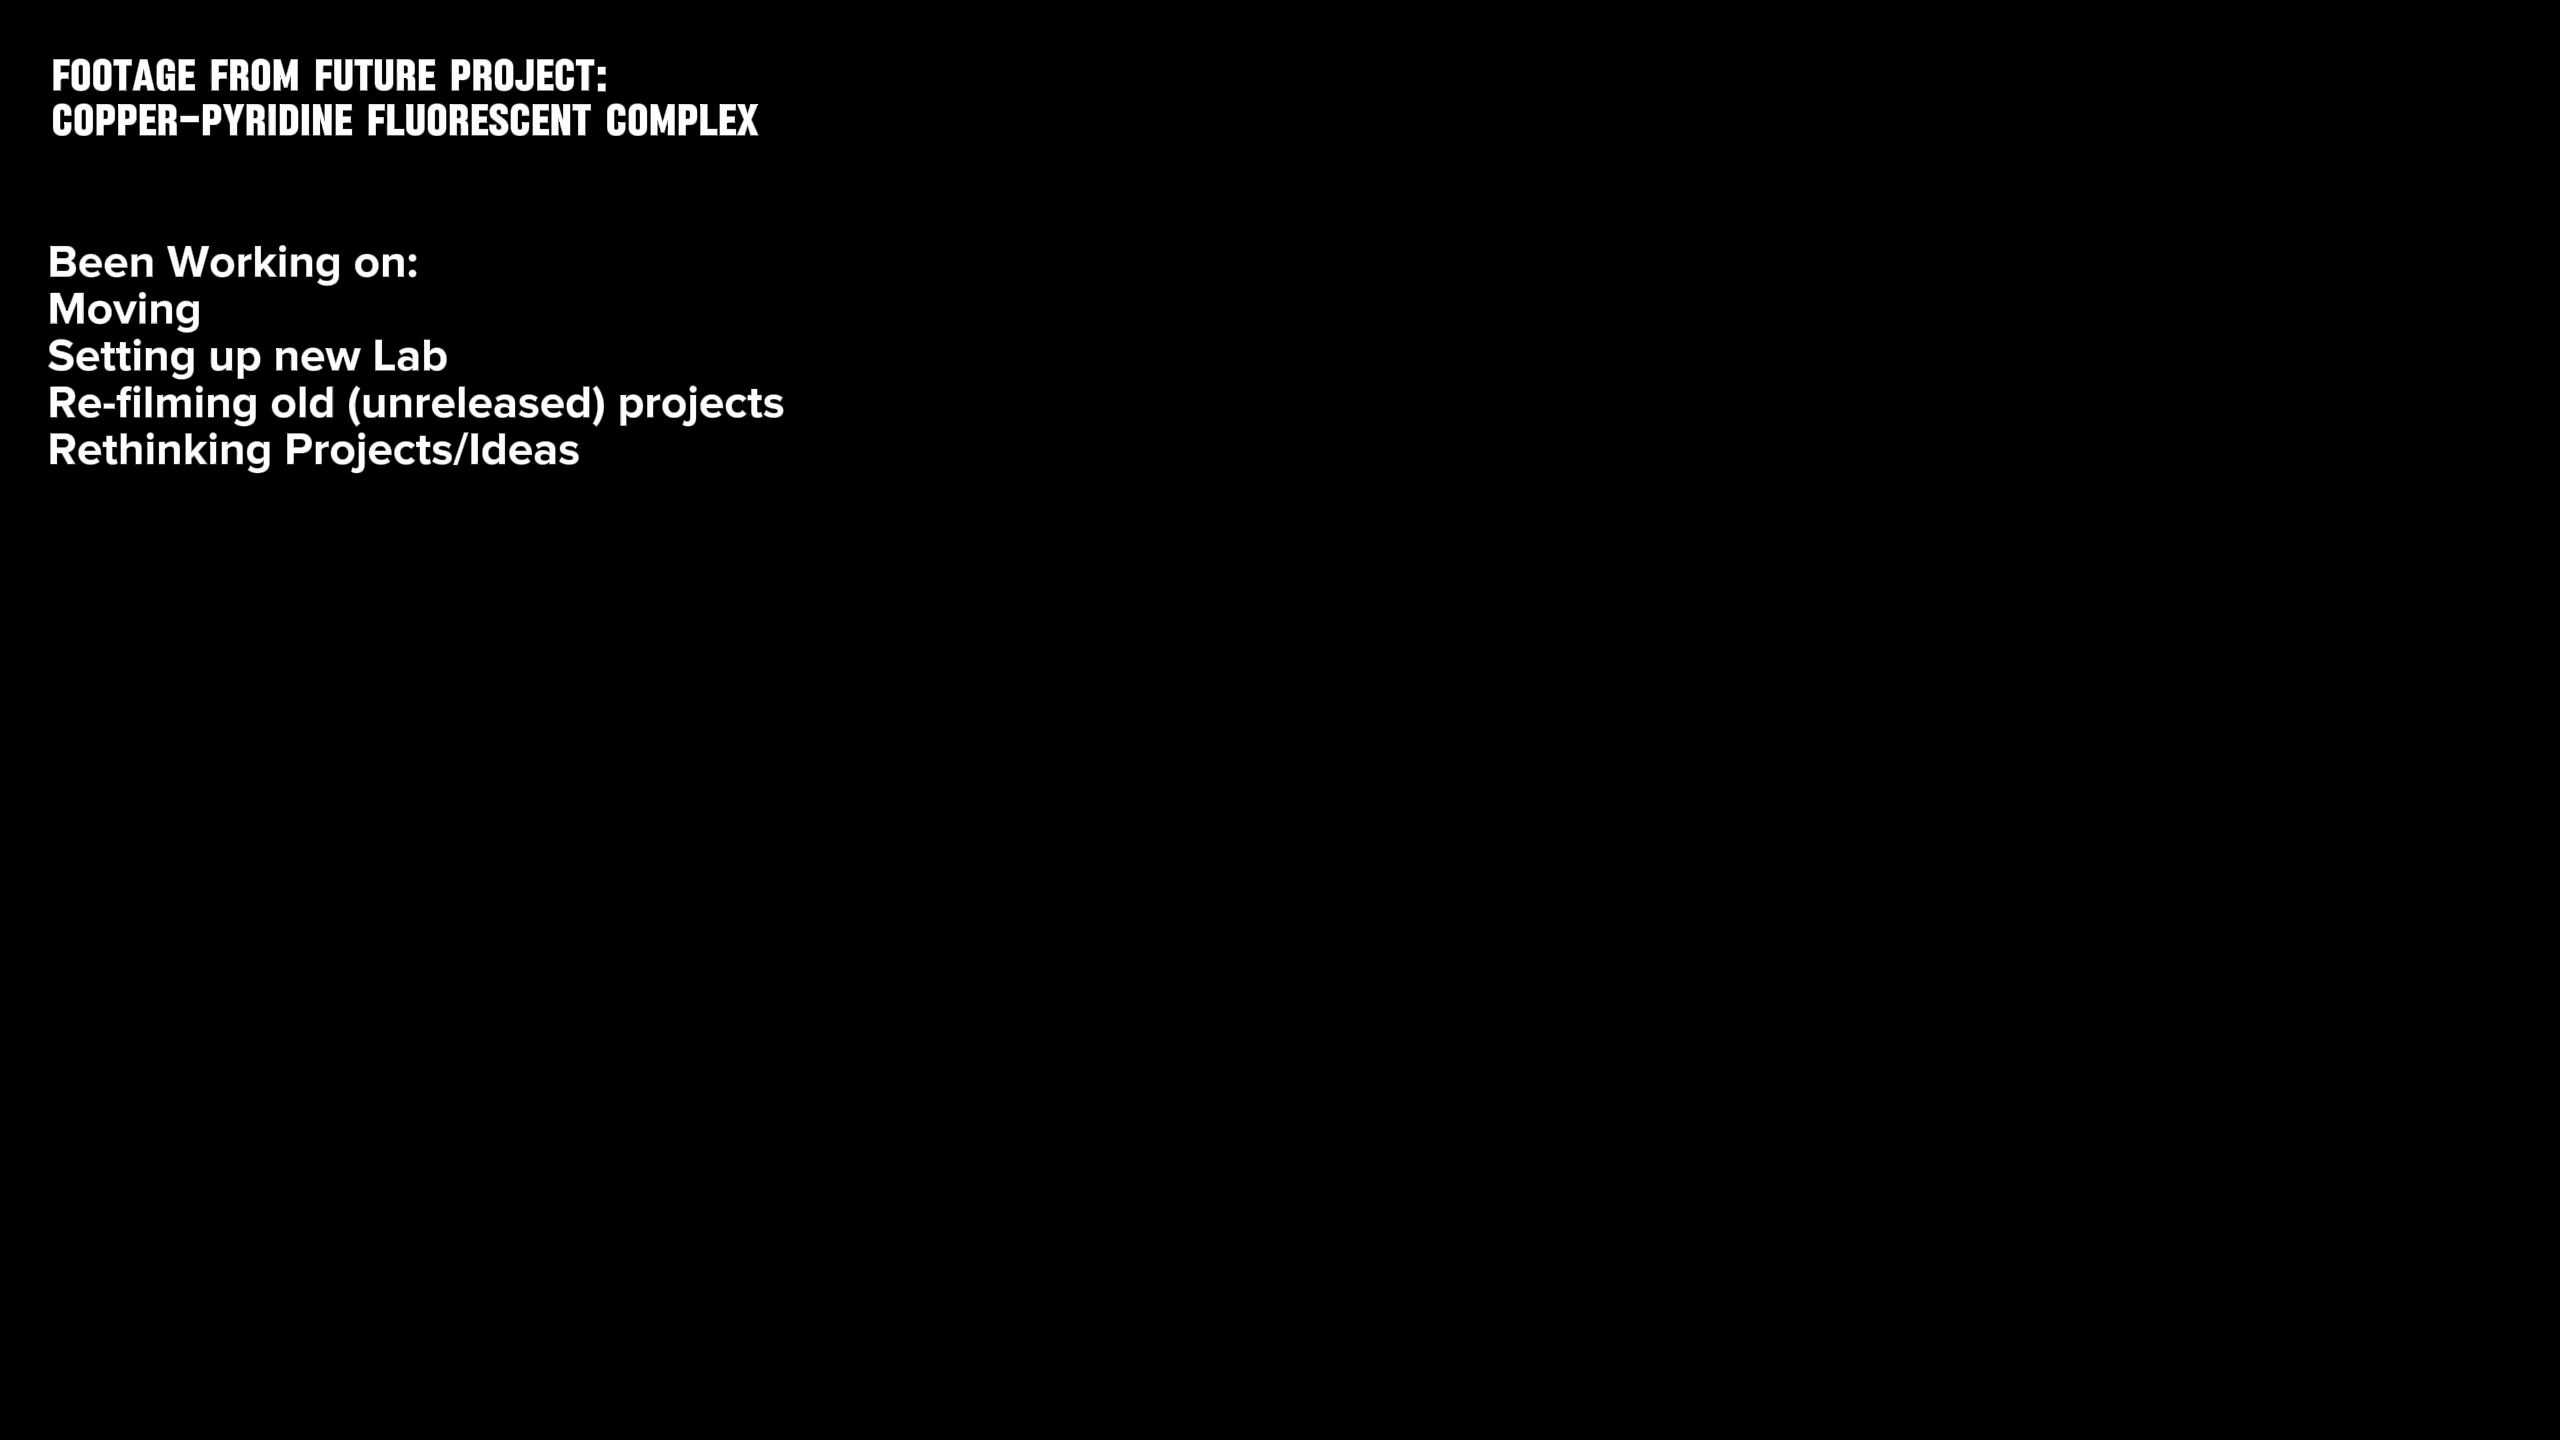 FOOTAGE FROM FUTURE PROJECT:
COPPER-PYRIDINE FLUORESCENT COMPLEX
Been Working on:
Moving
Setting up new Lab
Re-filming old (unreleased) projects
Rethinking Projects/Ideas